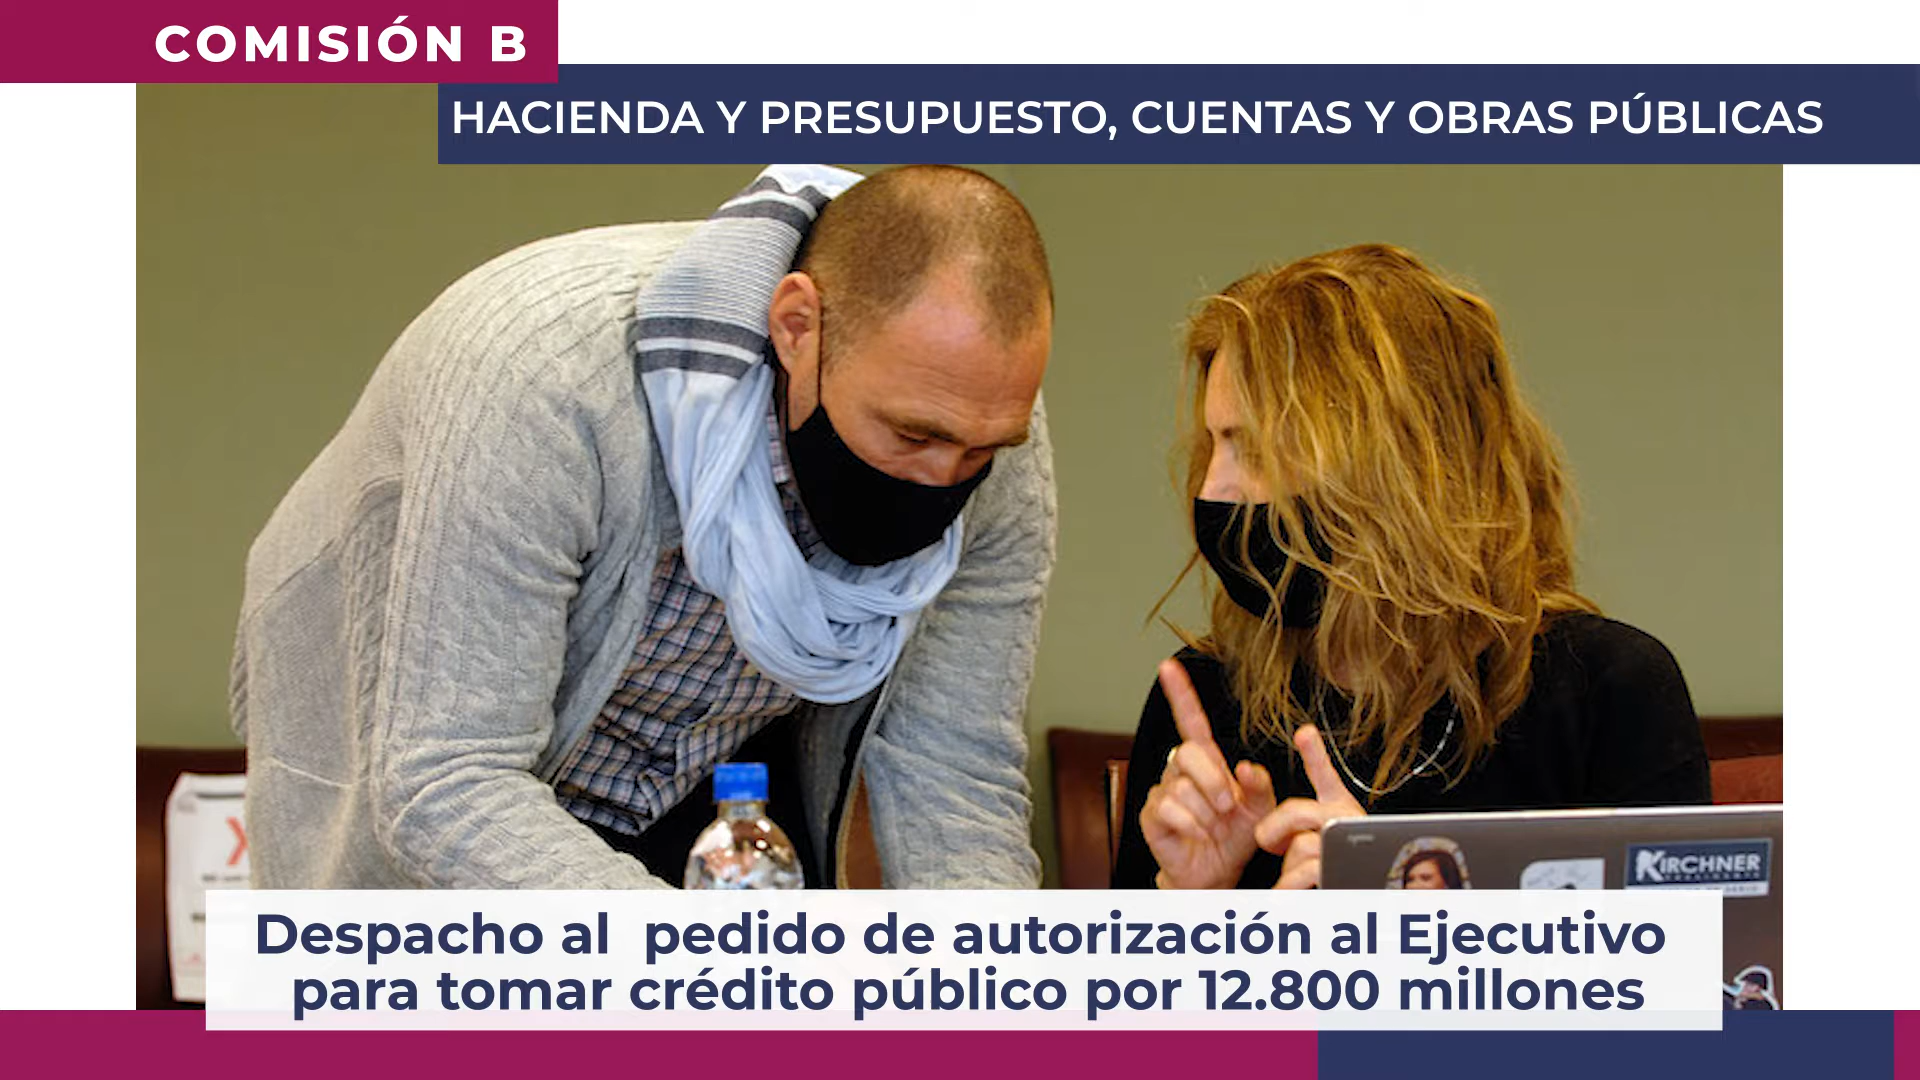 COMISIÓN B
HACIENDA Y PRESUPUESTO, CUENTAS Y OBRAS PÚBLICAS
KIRCHNER
Despacho al pedido de autorización al Ejecutivo
para tomar crédito público por 12.800 millones